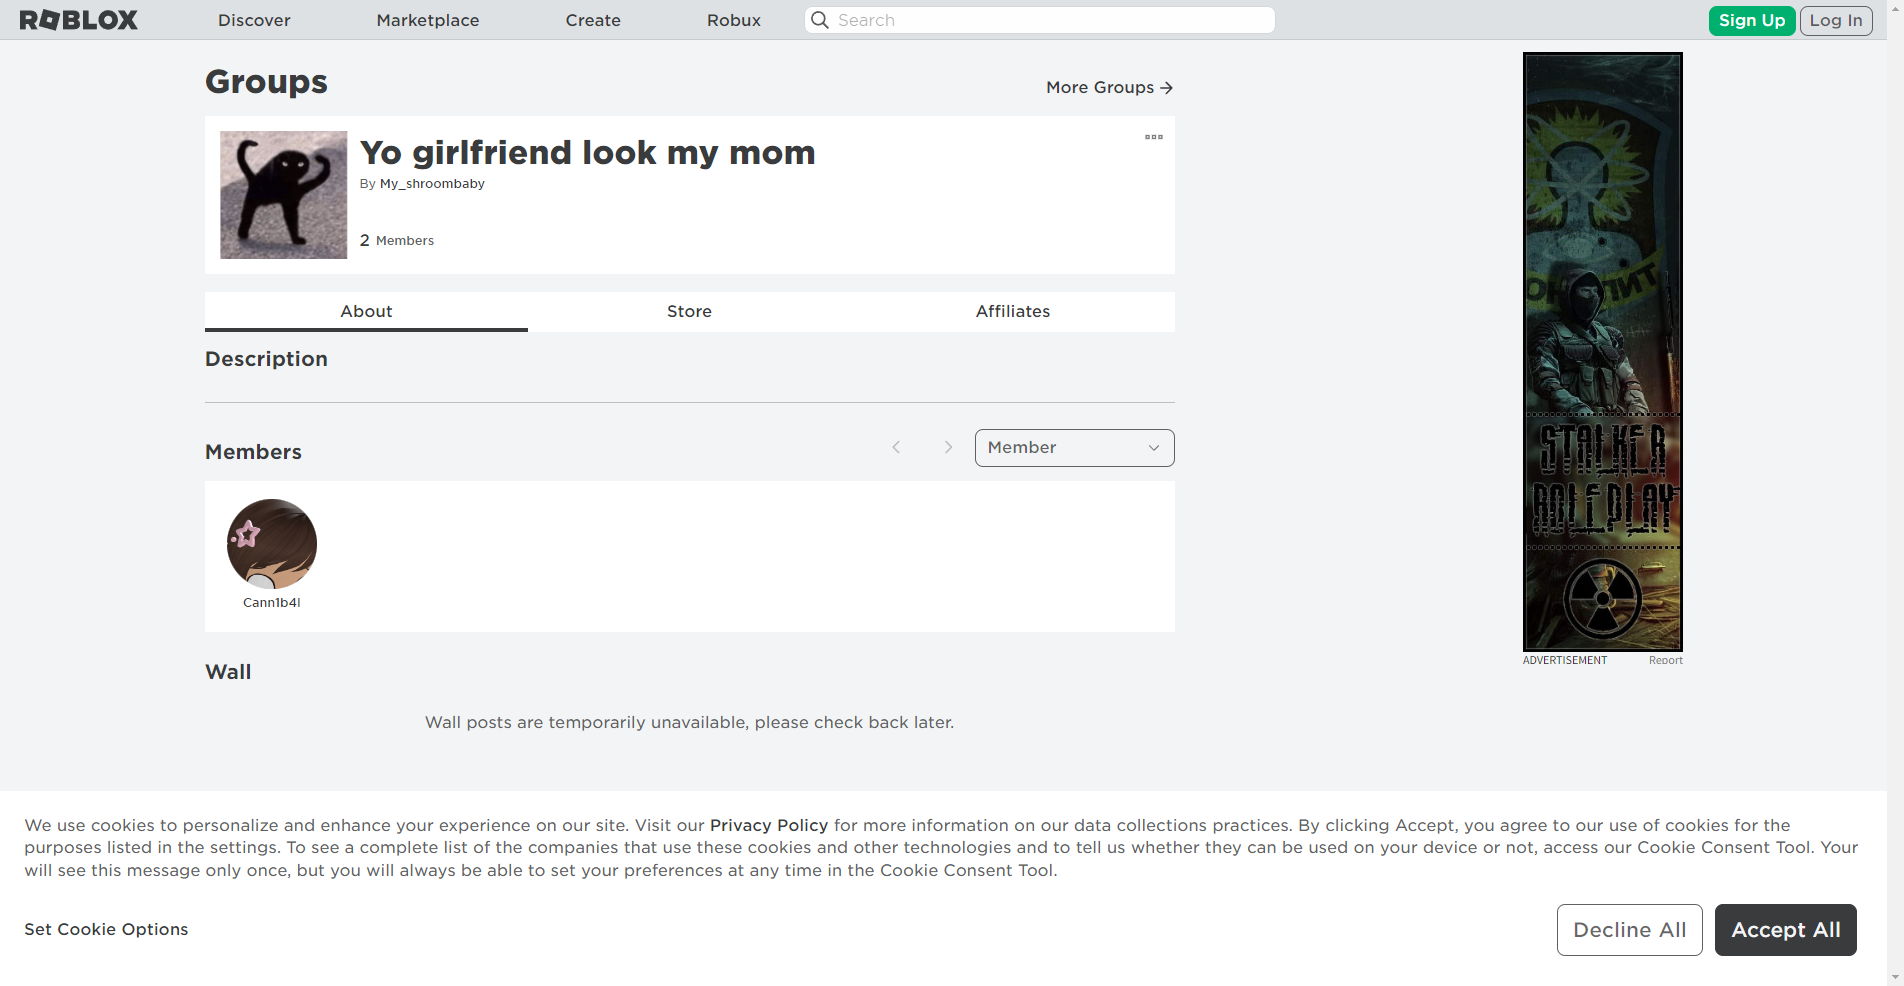 ROBLOX
Discover
Marketplace
Create
Robux
Search
Sign Up
Log In
Groups
More Groups
Yo girlfriend look my mom
By My_shroombaby
2 Members
About
Store
Affiliates
Description
Members
Member
Cann1b4l
Wall
Wall posts are temporarily unavailable, please check back later.
STALKER
ROLEPLAY
ADVERTISEMENT
Report
We use cookies to personalize and enhance your experience on our site. Visit our Privacy Policy for more information on our data collections practices. By clicking Accept, you agree to our use of cookies for the
purposes listed in the settings. To see a complete list of the companies that use these cookies and other technologies and to tell us whether they can be used on your device or not, access our Cookie Consent Tool. Your
will see this message only once, but you will always be able to set your preferences at any time in the Cookie Consent Tool.
Set Cookie Options
Decline All
Accept All